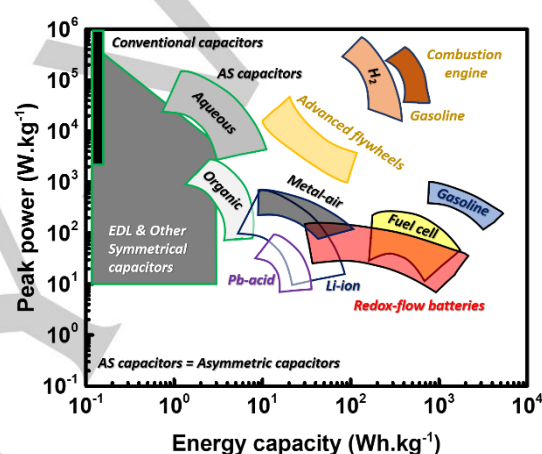 10⁶
10⁵
10⁴
10³
10²
10¹
10⁰
10⁻¹
Peak power (W.kg⁻¹)
Conventional capacitors
AS capacitors
Aqueous
Organic
EDL & Other
Symmetrical
capacitors
Advanced flywheels
H₂
Combustion
engine
Gasoline
Metal-air
Gasoline
Fuel cell
Pb-acid
Li-ion
Redox-flow batteries
AS capacitors = Asymmetric capacitors
10⁻¹ 10⁰ 10¹ 10² 10³ 10⁴
Energy capacity (Wh.kg⁻¹)